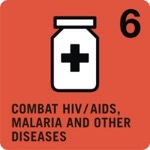 6
COMBAT HIV/AIDS,
MALARIA AND OTHER
DISEASES